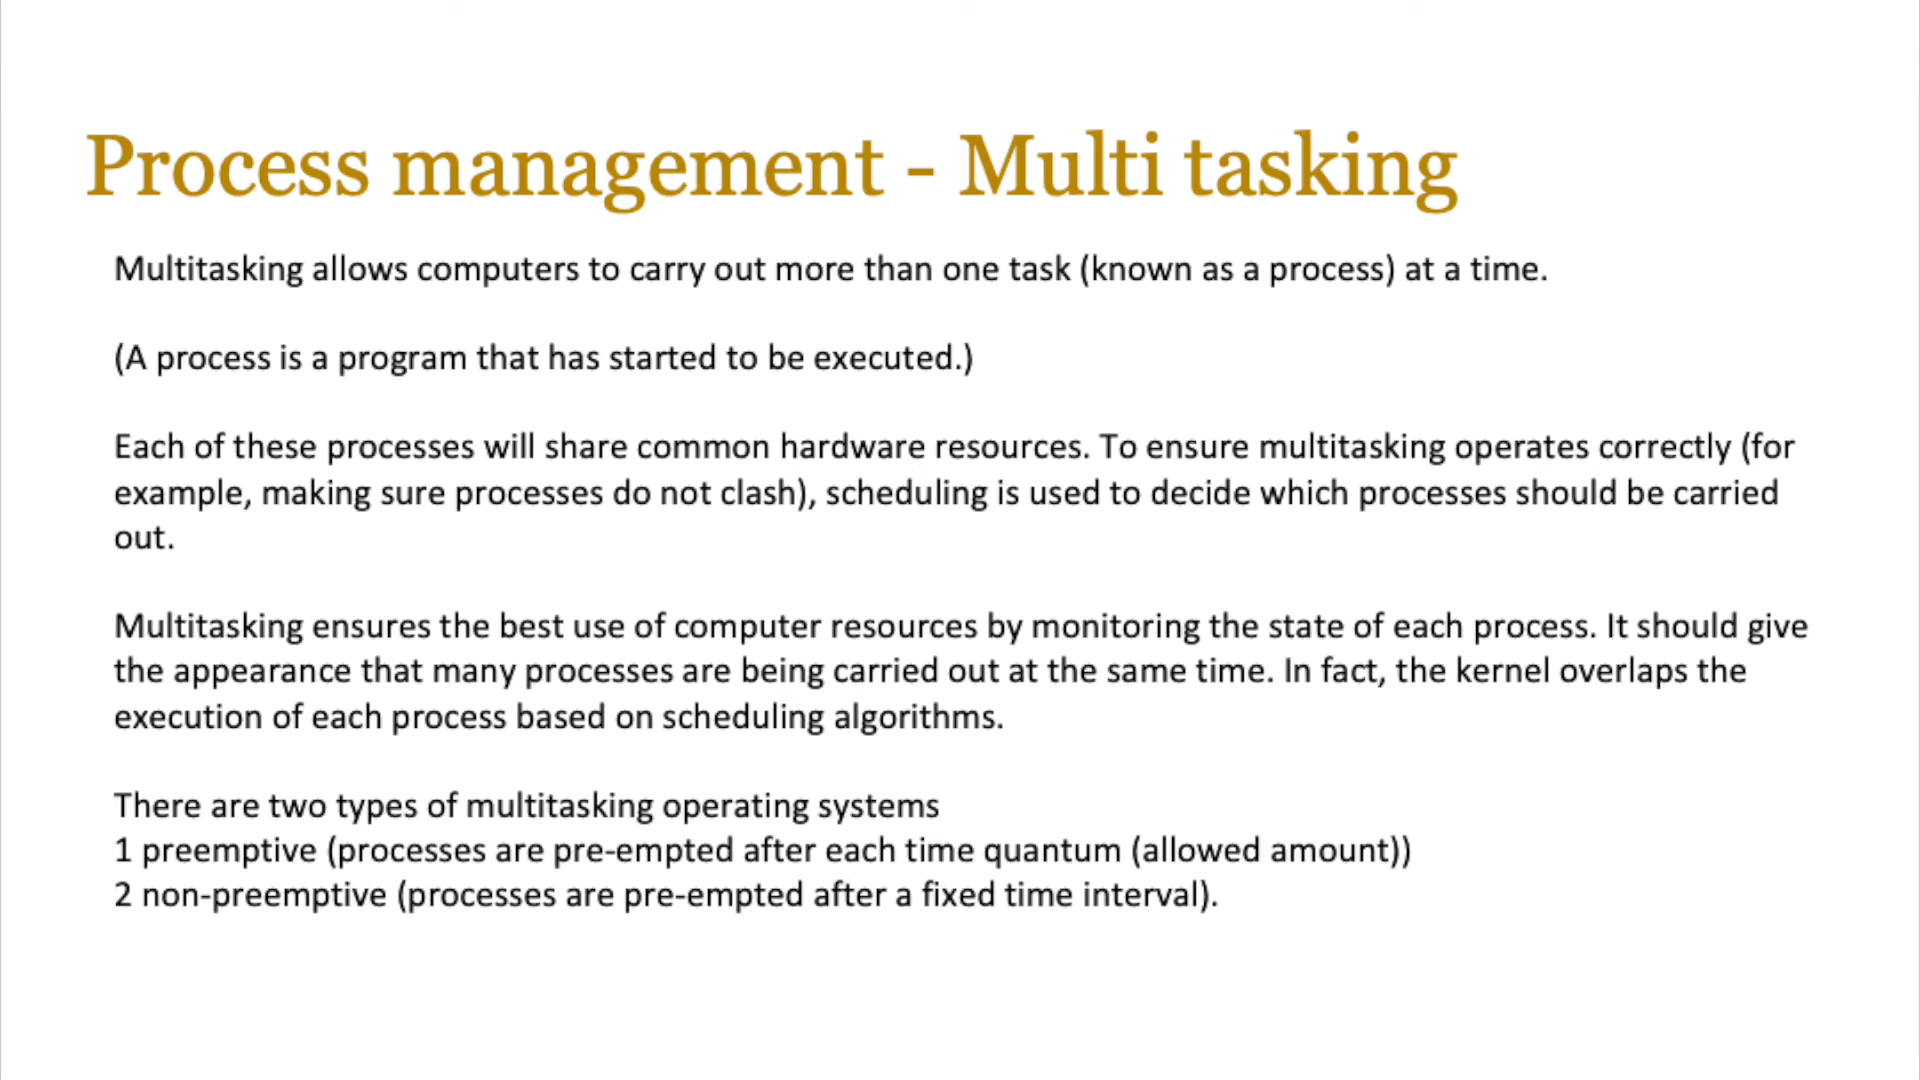 Process management - Multi tasking
Multitasking allows computers to carry out more than one task (known as a process) at a time.
(A process is a program that has started to be executed.)
Each of these processes will share common hardware resources. To ensure multitasking operates correctly (for
example, making sure processes do not clash), scheduling is used to decide which processes should be carried
out.
Multitasking ensures the best use of computer resources by monitoring the state of each process. It should give
the appearance that many processes are being carried out at the same time. In fact, the kernel overlaps the
execution of each process based on scheduling algorithms.
There are two types of multitasking operating systems
1 preemptive (processes are pre-empted after each time quantum (allowed amount))
2 non-preemptive (processes are pre-empted after a fixed time interval).